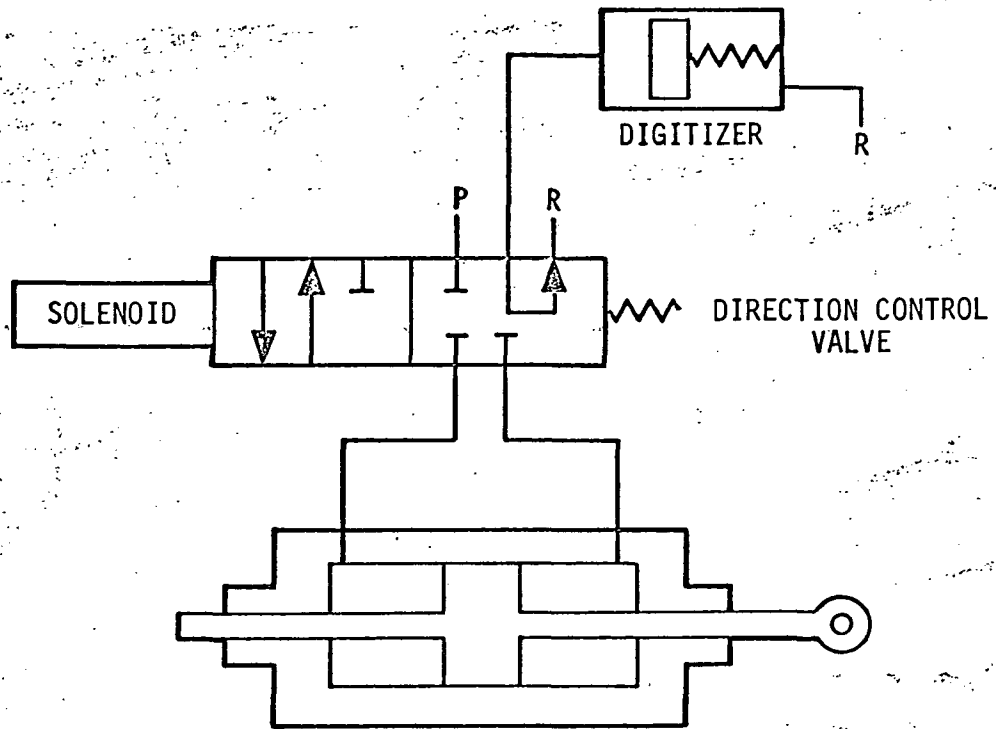 DIGITIZER
R
P
R
SOLENOID
DIRECTION CONTROL
VALVE